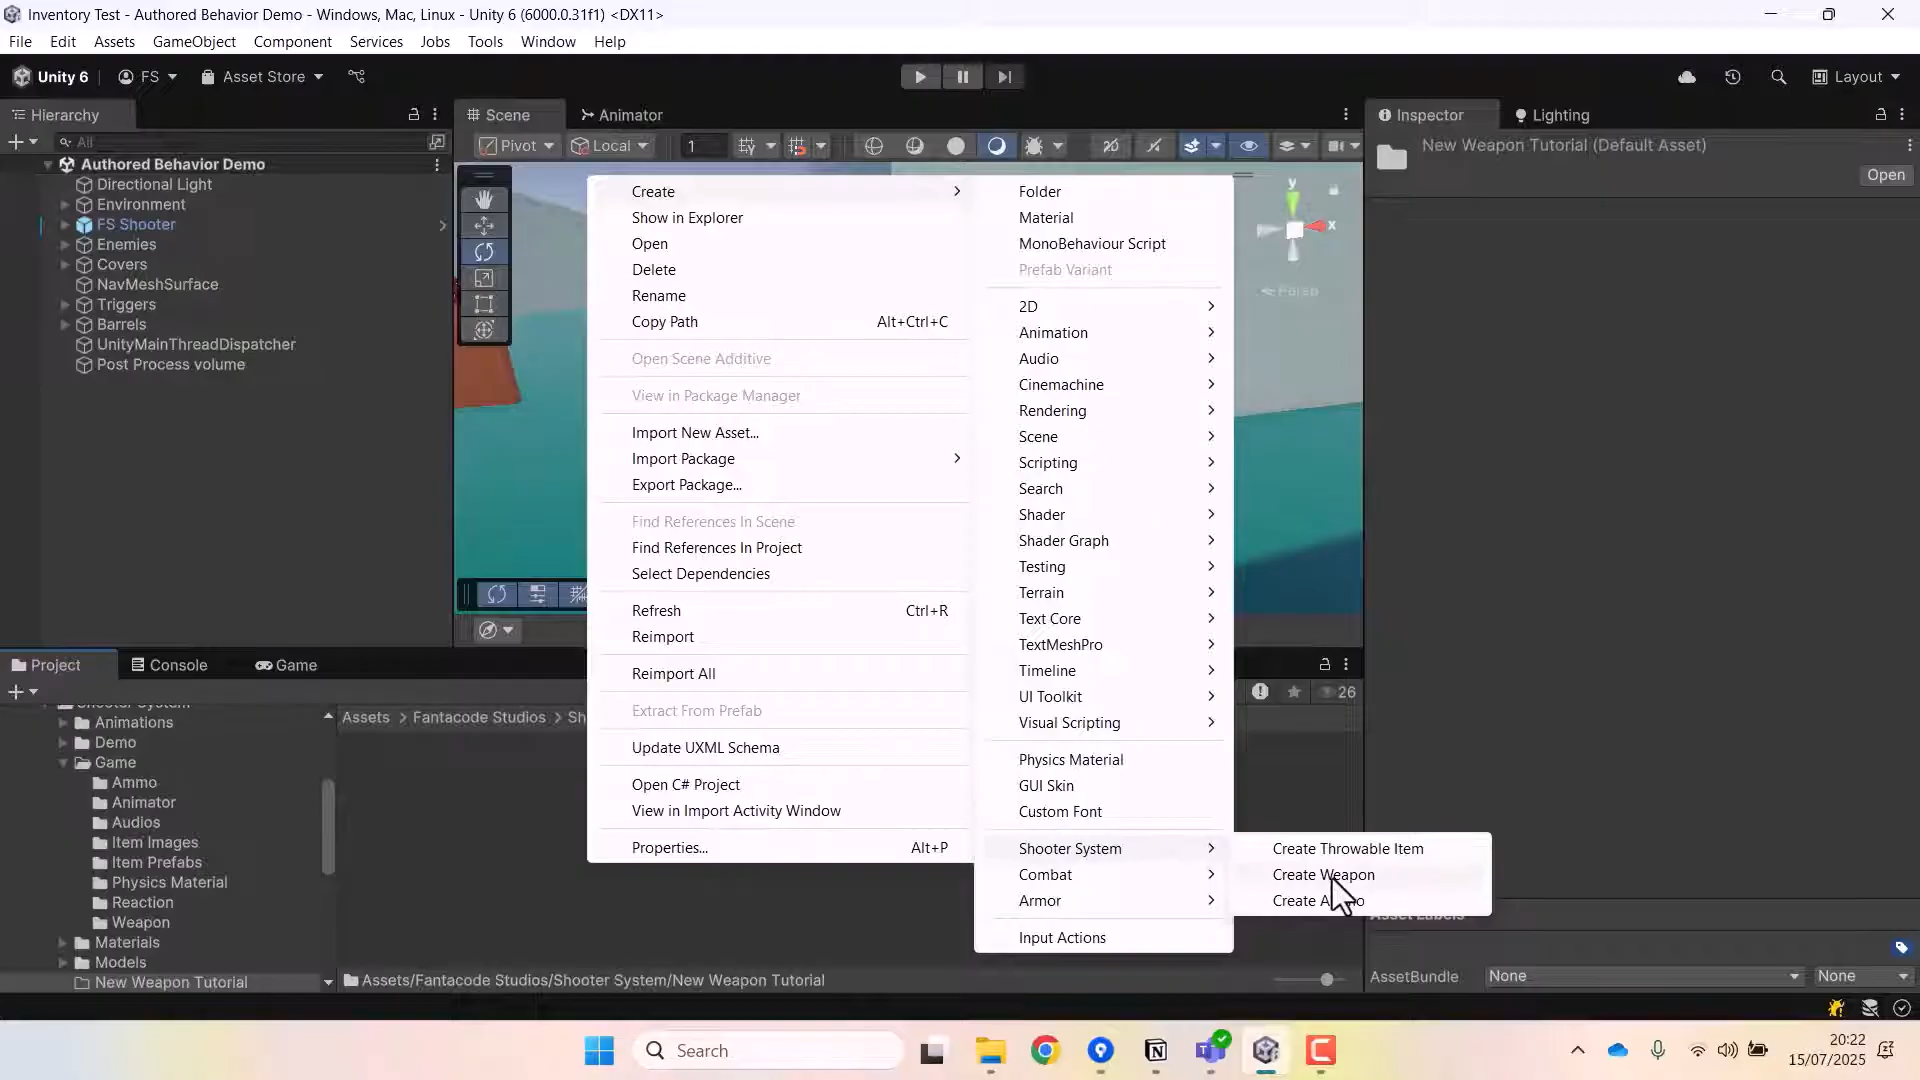 Inventory Test - Authored Behavior Demo - Windows, Mac, Linux - Unity 6 (6000.0.31f1) <DX11>
File Edit Assets GameObject Component Services Jobs Tools Window Help
Unity 6 FS Asset Store Layout
Hierarchy
All
Authored Behavior Demo
Directional Light
Environment
FS Shooter
Enemies
Covers
NavMeshSurface
Triggers
Barrels
UnityMainThreadDispatcher
Post Process volume
Scene Animator
Pivot Local 1 2D
y
x
Persp
Create
Show in Explorer
Open
Delete
Rename
Copy Path Alt+Ctrl+C
Open Scene Additive
View in Package Manager
Import New Asset...
Import Package
Export Package...
Find References In Scene
Find References In Project
Select Dependencies
Refresh Ctrl+R
Reimport
Reimport All
Extract From Prefab
Update UXML Schema
Open C# Project
View in Import Activity Window
Properties... Alt+P
Folder
Material
MonoBehaviour Script
Prefab Variant
2D
Animation
Audio
Cinemachine
Rendering
Scene
Scripting
Search
Shader
Shader Graph
Testing
Terrain
Text Core
TextMeshPro
Timeline
UI Toolkit
Visual Scripting
Physics Material
GUI Skin
Custom Font
Shooter System
Combat
Armor
Input Actions
Create Throwable Item
Create Weapon
Create
Inspector Lighting
New Weapon Tutorial (Default Asset)
Open
Asset Labels
AssetBundle None None
Project Console Game
26
Shooter System
Animations
Demo
Game
Ammo
Animator
Audios
Item Images
Item Prefabs
Physics Material
Reaction
Weapon
Materials
Models
New Weapon Tutorial
Assets > Fantacode Studios > Sh
Assets/Fantacode Studios/Shooter System/New Weapon Tutorial
Search
20:22
15/07/2025